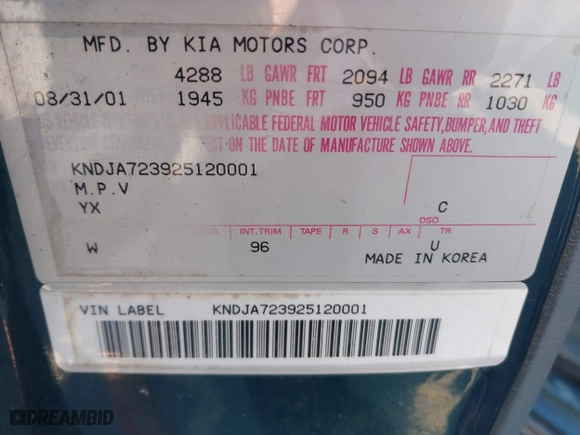 MFD. BY KIA MOTORS CORP.
4288 LB GAWR FRT 2094 LB GAWR RR 2271 LB
08/31/01 1945 KG PNBE FRT 950 KG PNBE RR 1030 KG
APPLICABLE FEDERAL MOTOR VEHICLE SAFETY,BUMPER,AND THEFT
ON THE DATE OF MANUFACTURE SHOWN ABOVE.
KNDJA723925120001
M.P.V
YX C
DSO
INT.TRIM TAPE R S AX TR
W 96 U
MADE IN KOREA
VIN LABEL KNDJA723925120001
DREAMBID